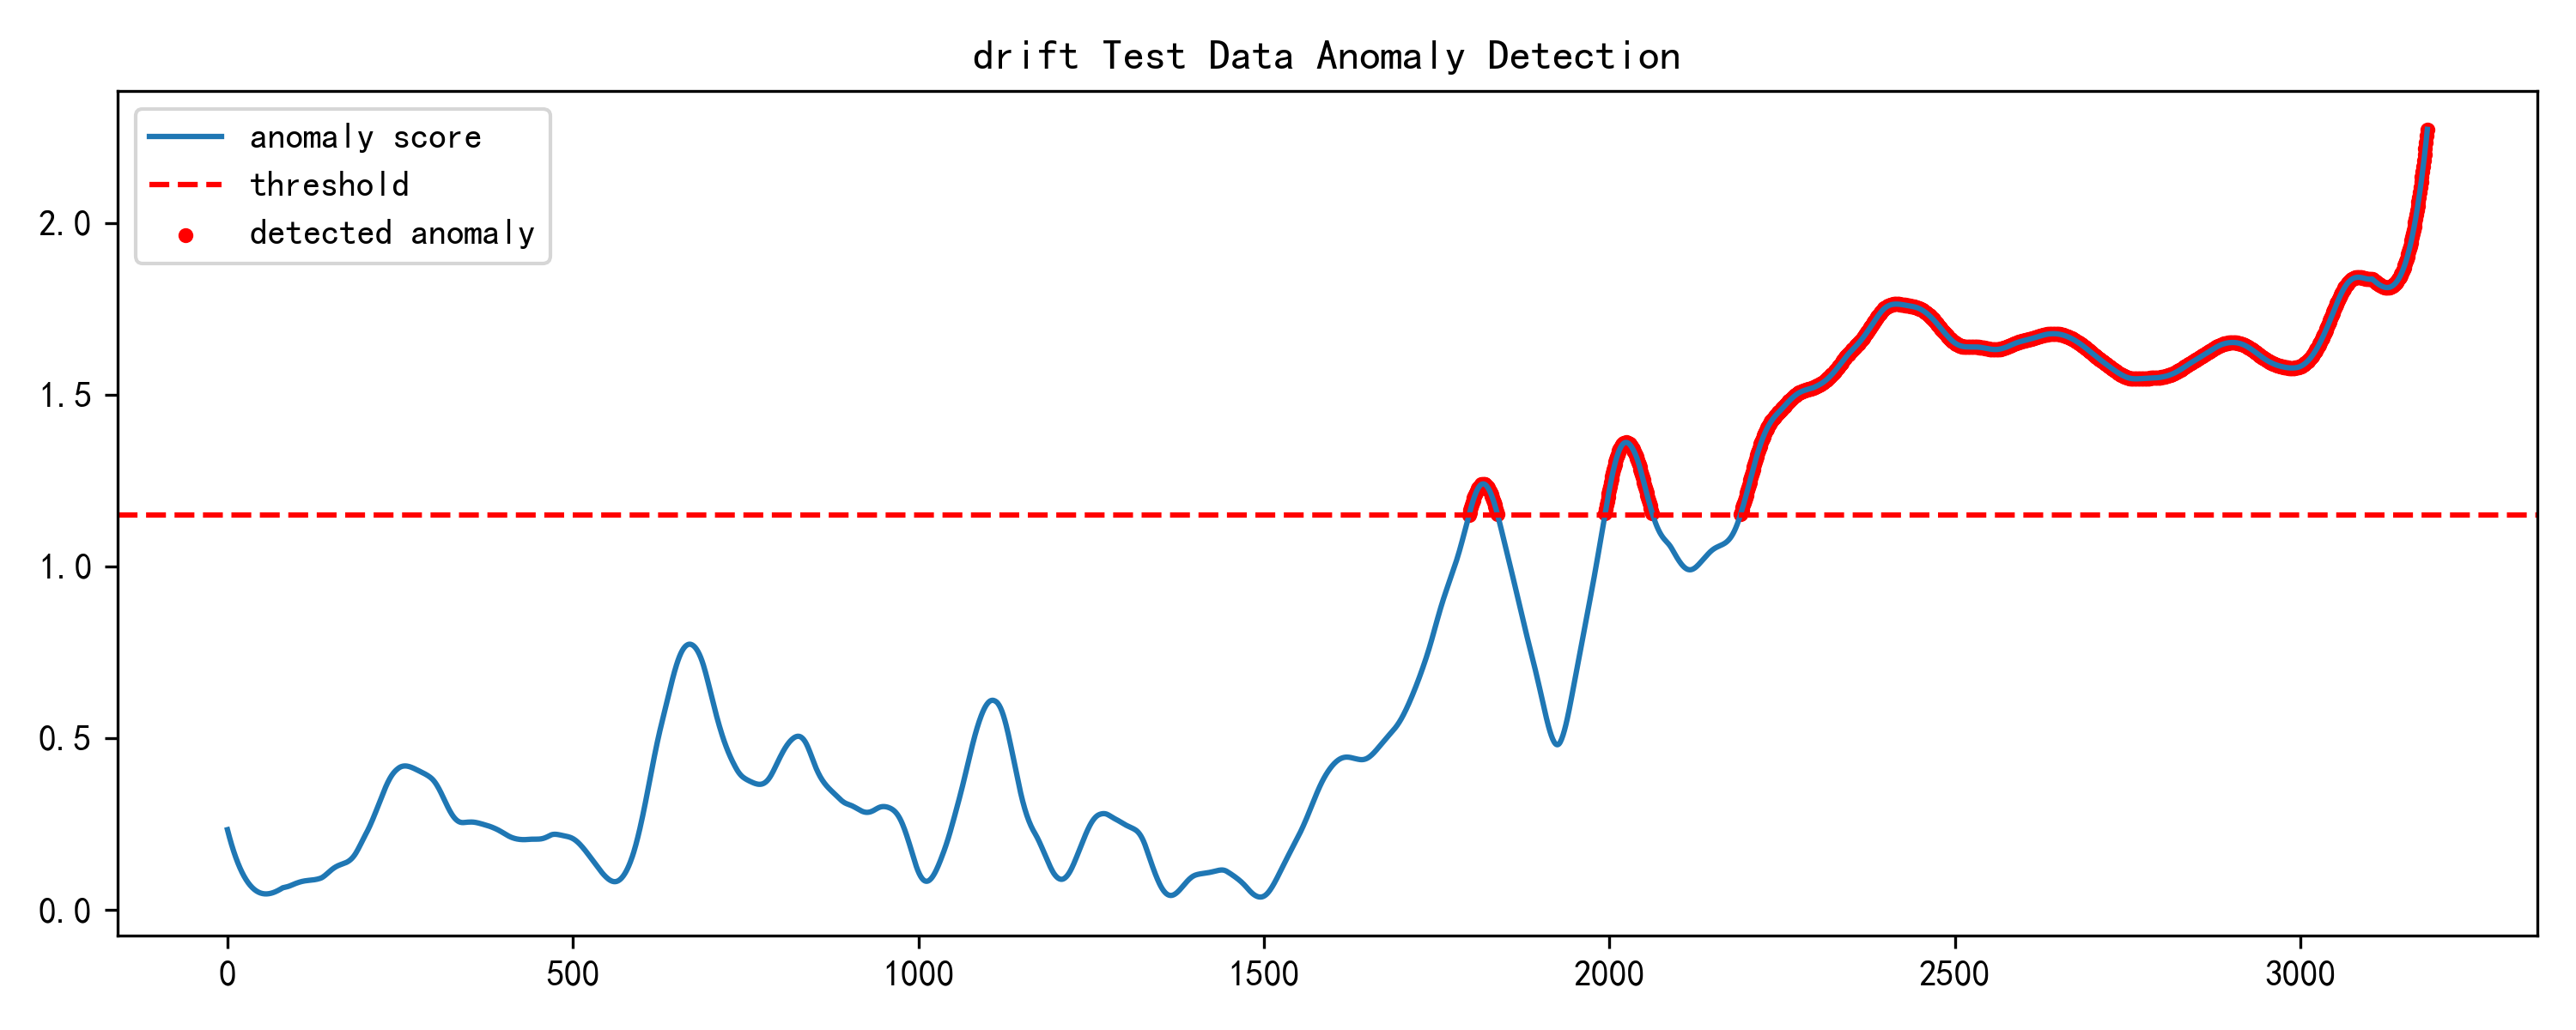 drift Test Data Anomaly Detection
anomaly score
threshold
detected anomaly
2.0
1.5
1.0
0.5
0.0
0 500 1000 1500 2000 2500 3000